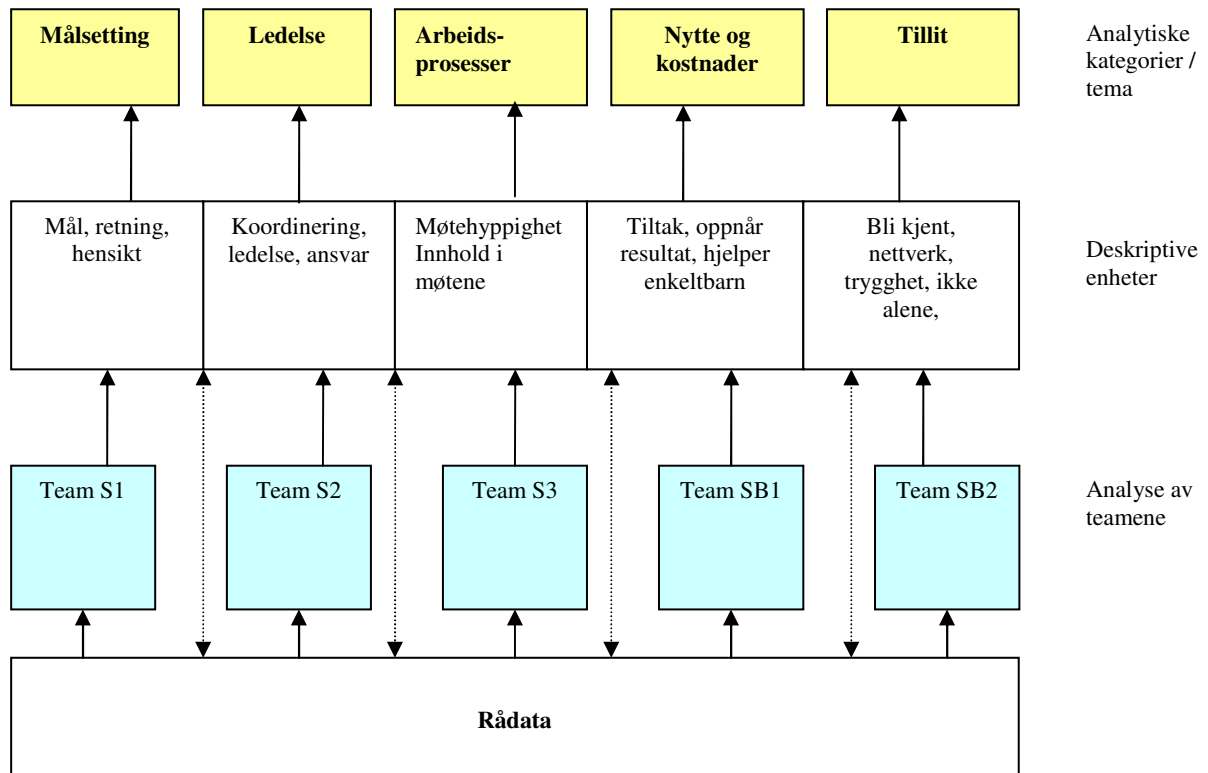 Målsetting
Ledelse
Arbeids-
prosesser
Nytte og
kostnader
Tillit
Analytiske
kategorier /
tema
Mål, retning,
hensikt
Koordinering,
ledelse, ansvar
Møtehyppighet
Innhold i
møtene
Tiltak, oppnår
resultat, hjelper
enkeltbarn
Bli kjent,
nettverk,
trygghet, ikke
alene,
Deskriptive
enheter
Team S1
Team S2
Team S3
Team SB1
Team SB2
Analyse av
teamene
Rådata